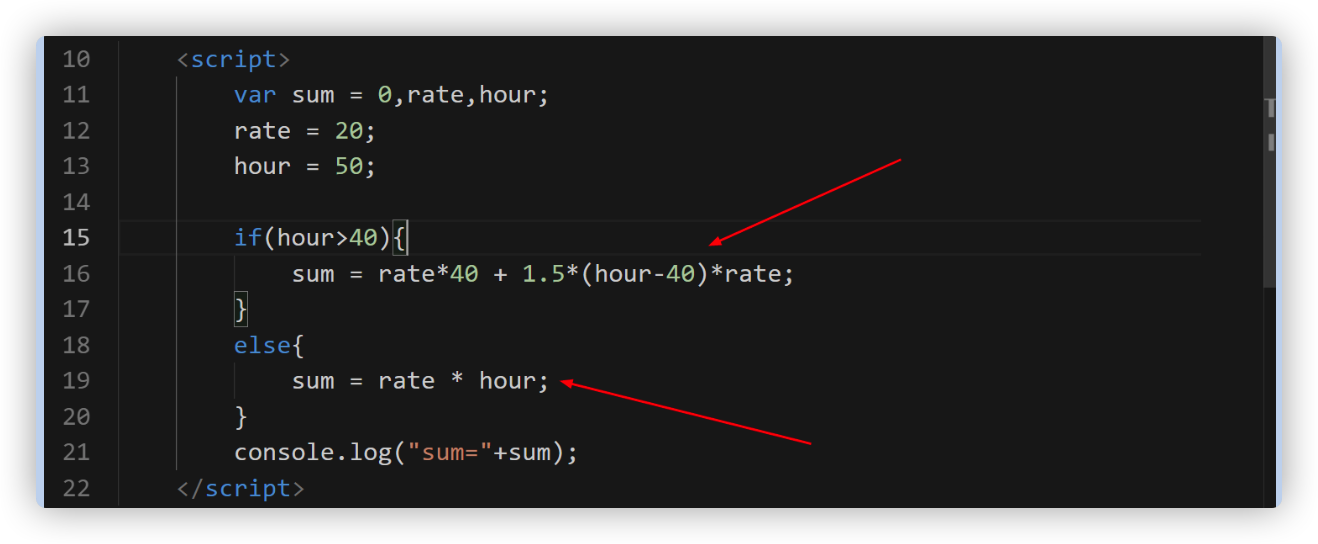 10 <script>
11 var sum = 0,rate,hour;
12 rate = 20;
13 hour = 50;
14
15 if(hour>40){
16 sum = rate*40 + 1.5*(hour-40)*rate;
17 }
18 else{
19 sum = rate * hour;
20 }
21 console.log("sum="+sum);
22 </script>